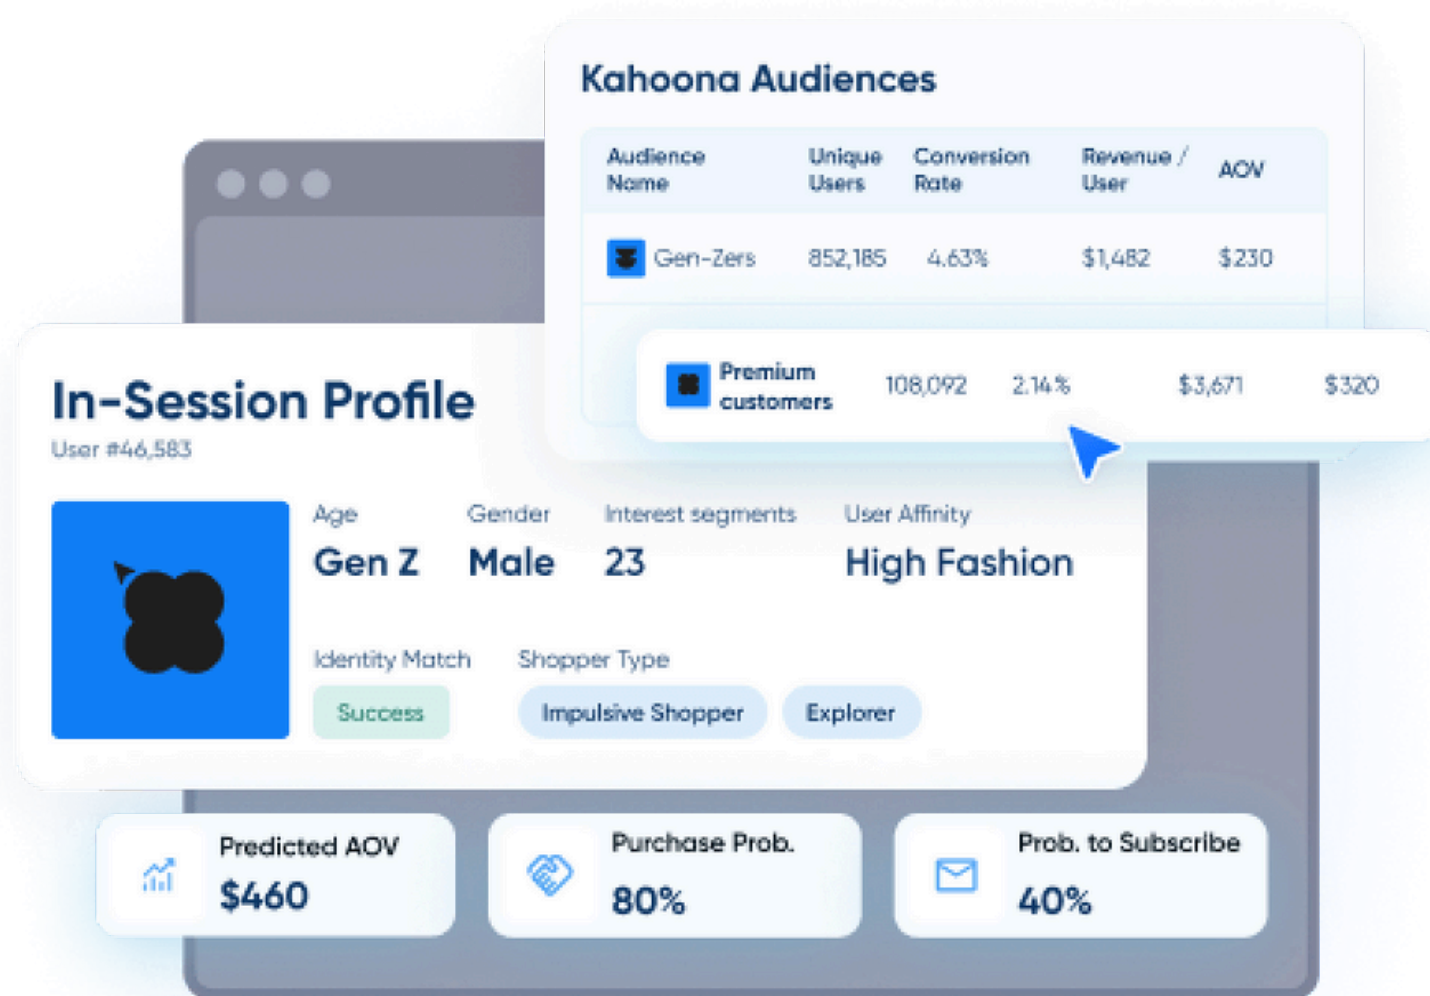 Kahoona Audiences
Audience Name
Unique Users
Conversion Rate
Revenue / User
AOV
Gen-Zers 852,185 4.63% $1,482 $230
Premium customers 108,092 2.14% $3,671 $320
In-Session Profile
User #46,583
Age
Gen Z
Gender
Male
Interest segments
23
User Affinity
High Fashion
Identity Match
Success
Shopper Type
Impulsive Shopper
Explorer
Predicted AOV
$460
Purchase Prob.
80%
Prob. to Subscribe
40%